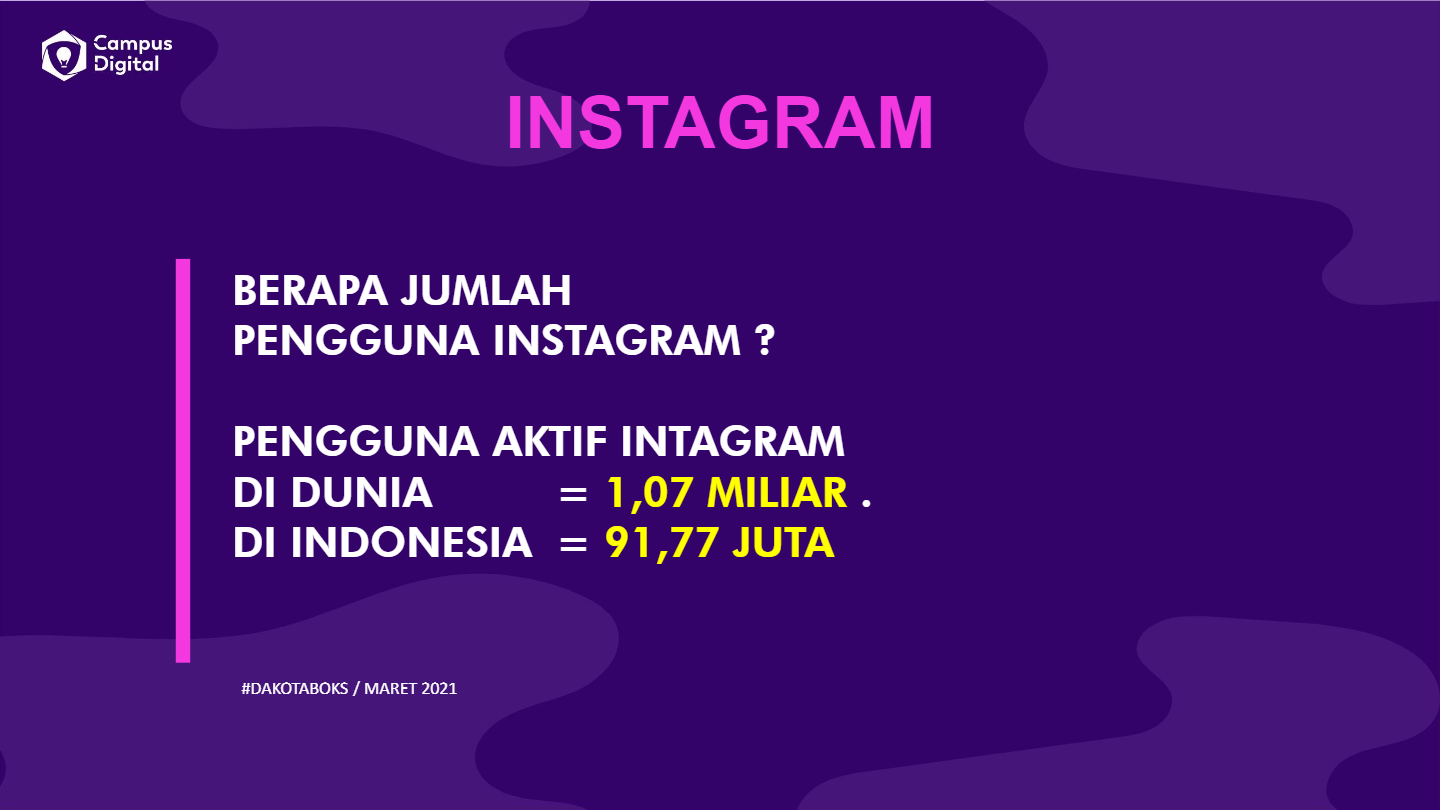 Campus
Digital
INSTAGRAM
BERAPA JUMLAH
PENGGUNA INSTAGRAM ?
PENGGUNA AKTIF INTAGRAM
DI DUNIA = 1,07 MILIAR .
DI INDONESIA = 91,77 JUTA
#DAKOTABOKS / MARET 2021